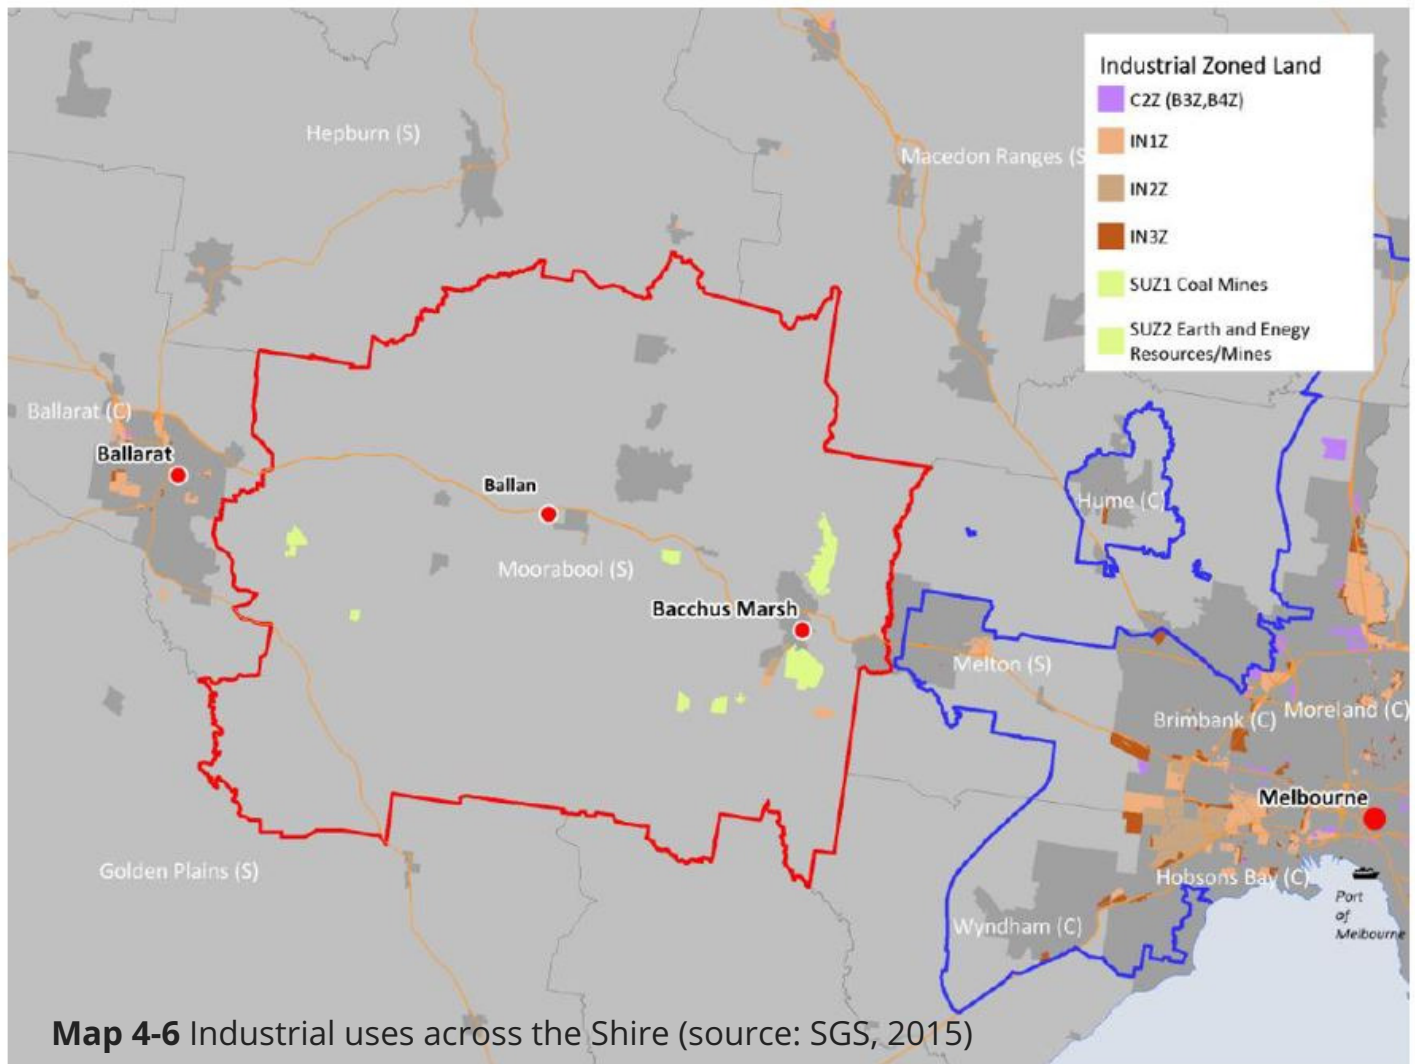 Industrial Zoned Land
C2Z (B3Z,B4Z)
IN1Z
IN2Z
IN3Z
SUZ1 Coal Mines
SUZ2 Earth and Enegy
Resources/Mines
Hepburn (S)
Macedon Ranges (S
Ballarat (C)
Ballarat
Ballan
Hume (C)
Moorabool (S)
Bacchus Marsh
Melton (S)
Brimbank (C)
Moreland (C)
Melbourne
Golden Plains (S)
Hobsons Bay (C)
Port
of
Melbourne
Wyndham (C)
Map 4-6 Industrial uses across the Shire (source: SGS, 2015)